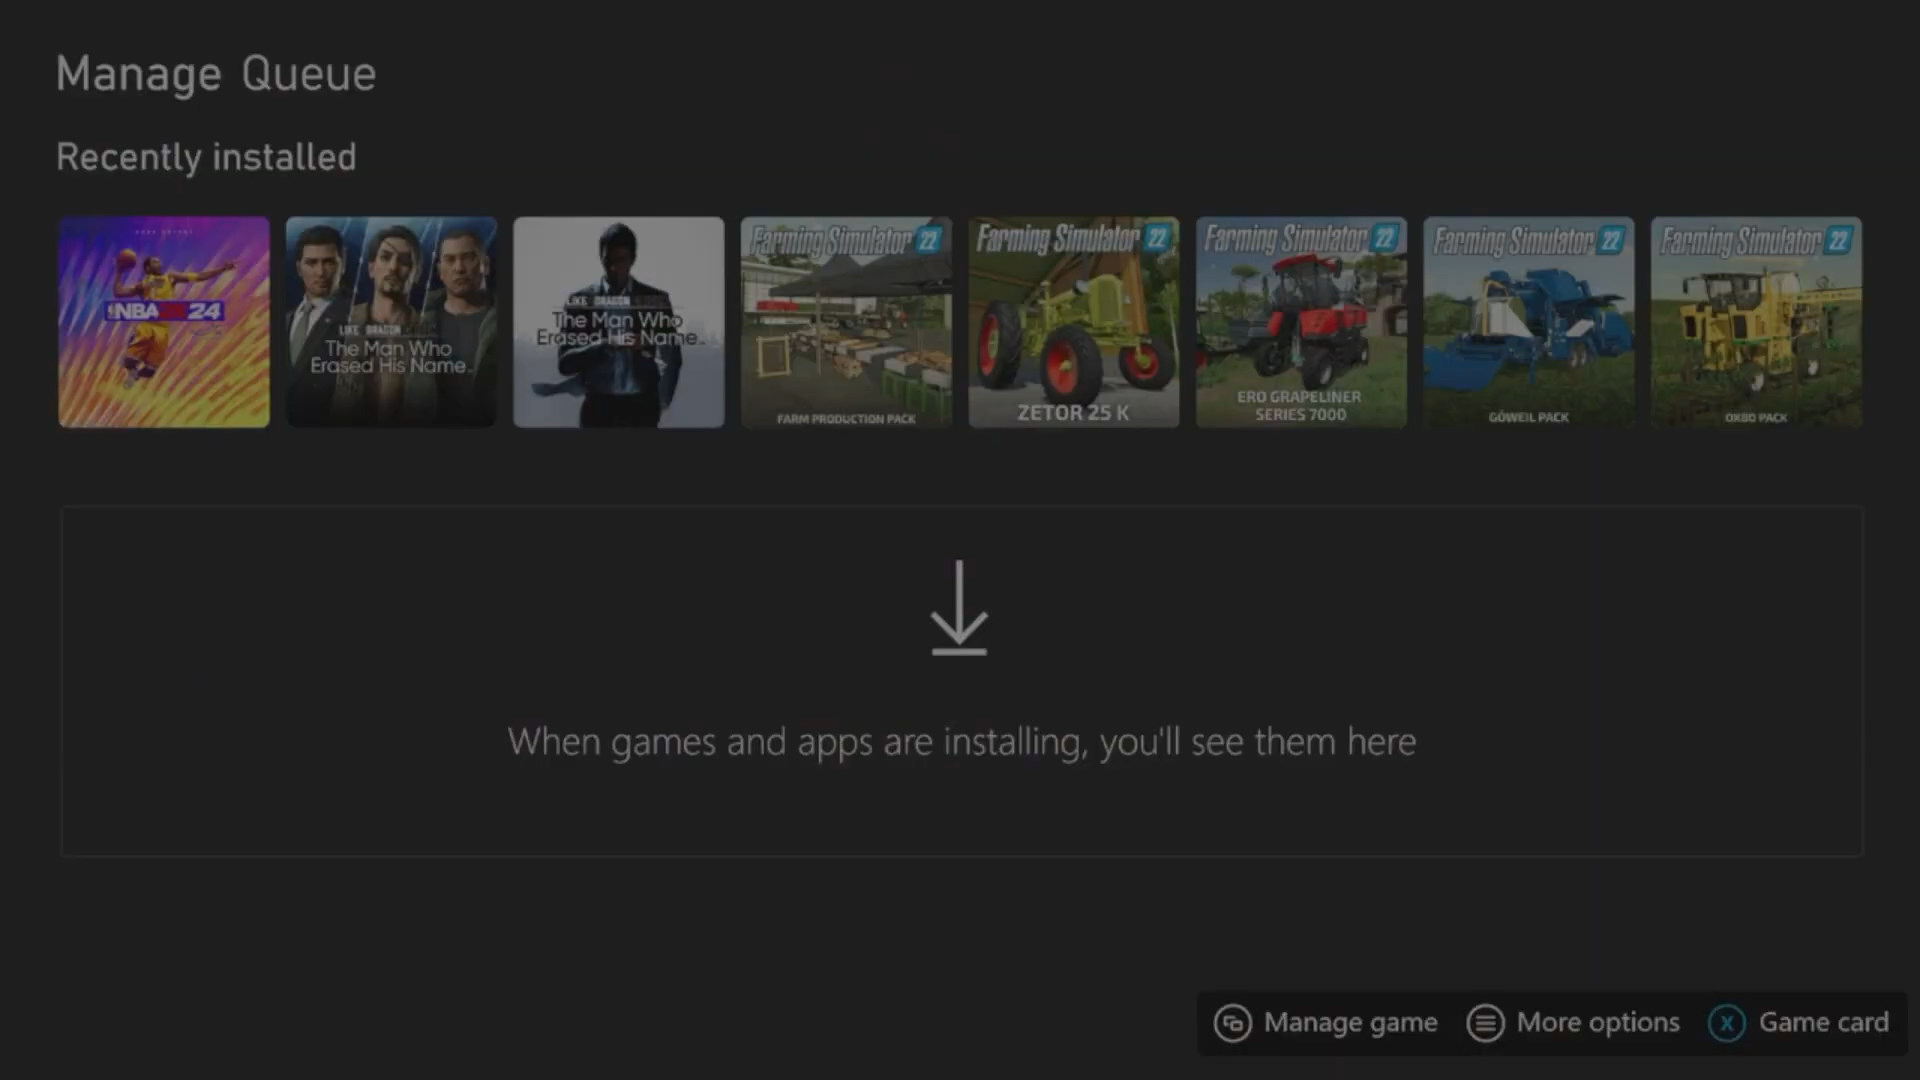 Manage Queue
Recently installed
NBA 2K 24
LIKE A DRAGON
The Man Who
Erased His Name
LIKE A DRAGON
The Man Who
Erased His Name
Farming Simulator 22
FARM PRODUCTION PACK
Farming Simulator 22
ZETOR 25 K
Farming Simulator 22
ERO GRAPELINER
SERIES 7000
Farming Simulator 22
GÖWEIL PACK
Farming Simulator 22
OXBO PACK
When games and apps are installing, you'll see them here
Manage game
More options
X Game card